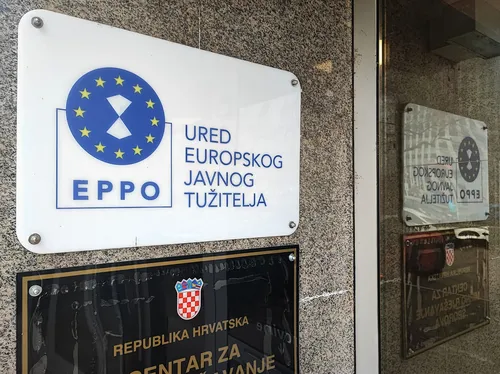 EPPO
URED
EUROPSKOG
JAVNOG
TUŽITELJA
REPUBLIKA HRVATSKA
CENTAR ZA